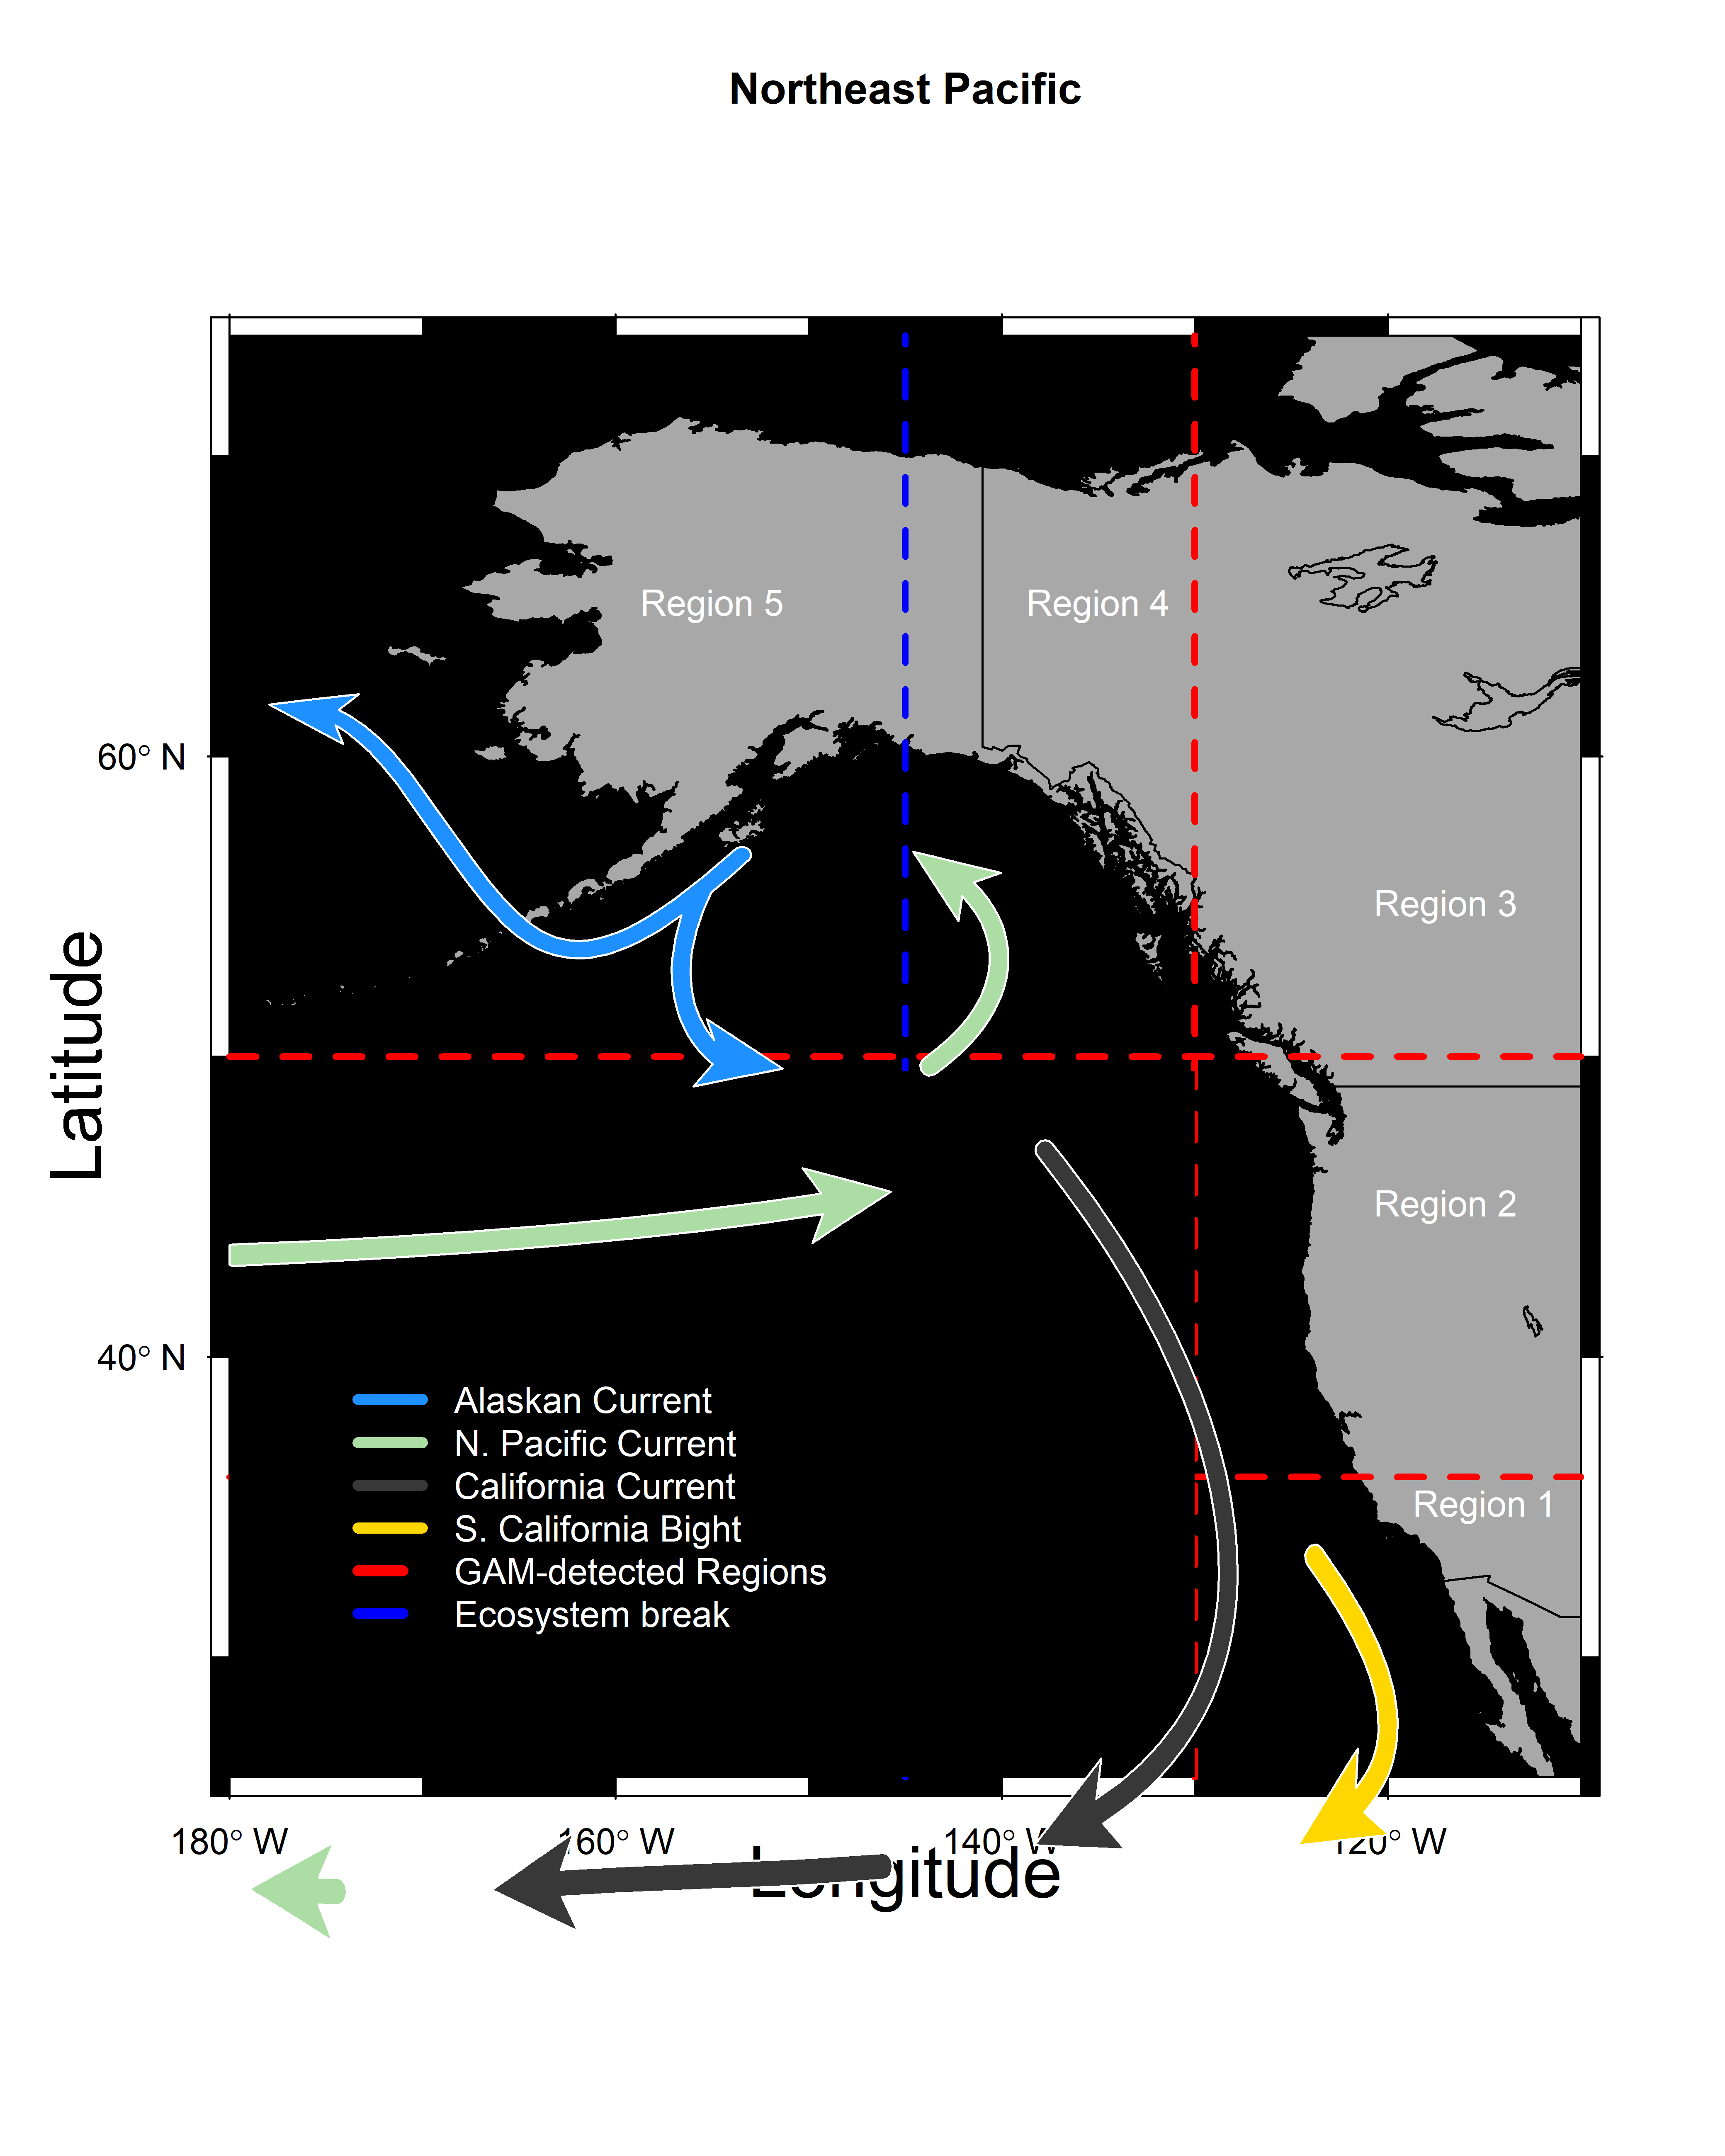 Northeast Pacific
Region 5
Region 4
60° N
Region 3
Latitude
Region 2
40° N
Alaskan Current
N. Pacific Current
California Current
S. California Bight
GAM-detected Regions
Ecosystem break
Region 1
180° W
160° W
140° W
120° W
Longitude